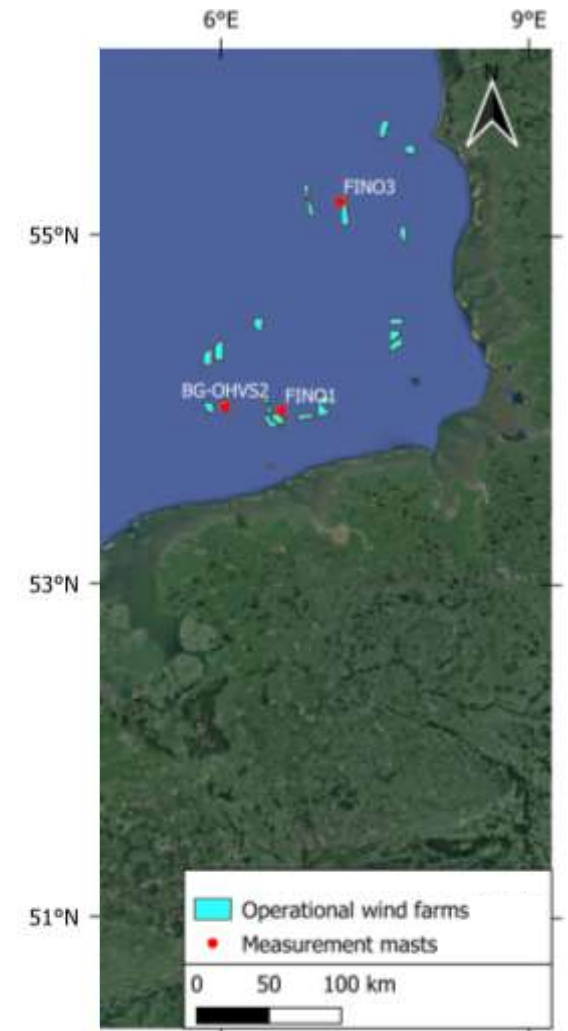 6°E 9°E
N
FINO3
55°N
BG-OHVS2 FINO1
53°N
51°N
Operational wind farms
Measurement masts
0 50 100 km